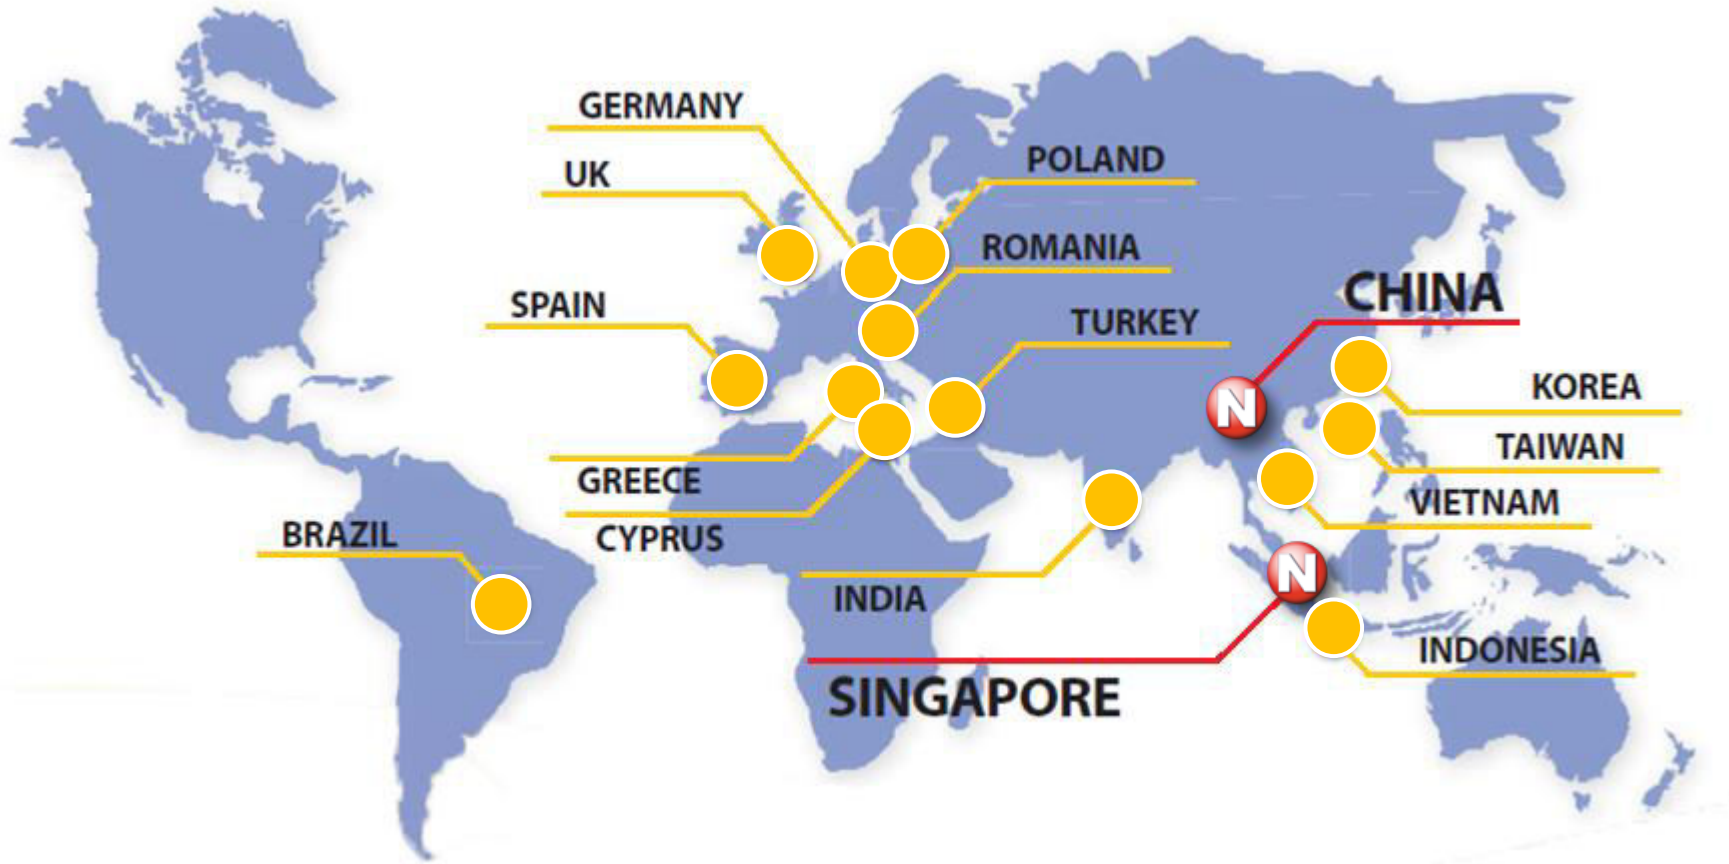 GERMANY
POLAND
UK
ROMANIA
CHINA
SPAIN
TURKEY
KOREA
N
TAIWAN
GREECE
VIETNAM
BRAZIL
CYPRUS
N
INDIA
INDONESIA
SINGAPORE